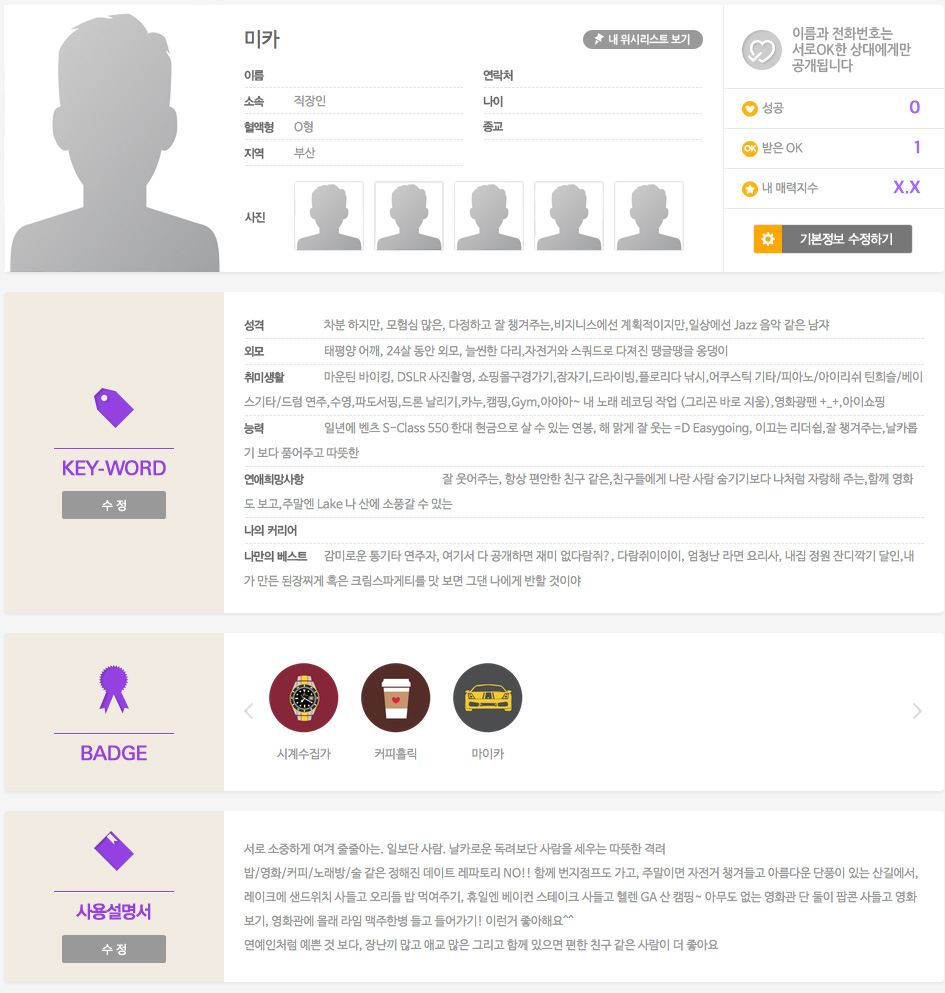 미카
내 위시리스트 보기
이름과 전화번호는
서로OK한 상대에게만
공개됩니다
이름
연락처
소속 직장인
나이
혈액형 O형
종교
지역 부산
사진
성공 0
OK 받은 OK 1
내 매력지수 X.X
기본정보 수정하기
성격 차분 하지만, 모험심 많은, 다정하고 잘 챙겨주는,비지니스에선 계획적이지만,일상에선 Jazz 음악 같은 남쟈
외모 태평양 어깨, 24살 동안 외모, 늘씬한 다리,자전거와 스쿼드로 다져진 땡글땡글 옹뎅이
취미생활 마운틴 바이킹, DSLR 사진촬영, 쇼핑몰구경가기,잠자기,드라이빙,플로리다 낚시,어쿠스틱 기타/피아노/아이리쉬 틴희슬/베이
스기타/드럼 연주,수영,파도서핑,드론 날리기,카누,캠핑,Gym,아아아~ 내 노래 레코딩 작업 (그리곤 바로 지움),영화광팬 +_+,아이쇼핑
능력 일년에 벤츠 S-Class 550 한대 현금으로 살 수 있는 연봉, 해 맑게 잘 웃는 =D Easygoing, 이끄는 리더쉽,잘 챙겨주는,날카롭
기 보다 품어주고 따뜻한
연애희망사항 잘 웃어주는, 항상 편안한 친구 같은,친구들에게 나란 사람 숨기기보다 나처럼 자랑해 주는,함께 영화
도 보고,주말엔 Lake 나 산에 소풍갈 수 있는
나의 커리어
나만의 베스트 감미로운 통기타 연주자, 여기서 다 공개하면 재미 없다람쥐? , 다람쥐이이이, 엄청난 라면 요리사, 내집 정원 잔디깍기 달인,내
가 만든 된장찌게 혹은 크림스파게티를 맛 보면 그댄 나에게 반할 것이야
KEY-WORD
수 정
BADGE
시계수집가
커피홀릭
마이카
사용설명서
수 정
서로 소중하게 여겨 줄줄아는. 일보단 사람. 날카로운 독려보단 사람을 세우는 따뜻한 격려
밥/영화/커피/노래방/술 같은 정해진 데이트 레파토리 NO!! 함께 번지점프도 가고, 주말이면 자전거 챙겨들고 아름다운 단풍이 있는 산길에서,
레이크에 샌드위치 사들고 오리들 밥 먹여주기, 휴일엔 베이컨 스테이크 사들고 헬렌 GA 산 캠핑~ 아무도 없는 영화관 단 둘이 팝콘 사들고 영화
보기, 영화관에 몰래 라임 맥주한병 들고 들어가기! 이런거 좋아해요^^
연예인처럼 예쁜 것 보다, 장난끼 많고 애교 많은 그리고 함께 있으면 편한 친구 같은 사람이 더 좋아요